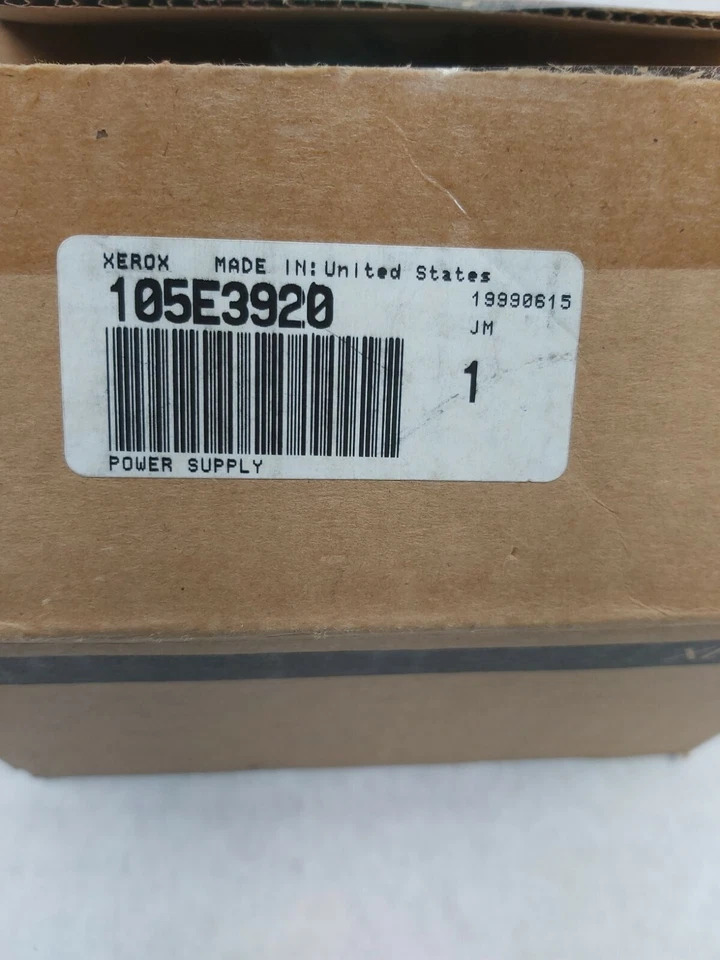 XEROX MADE IN: United States
105E3920
19990615
JM
1
POWER SUPPLY